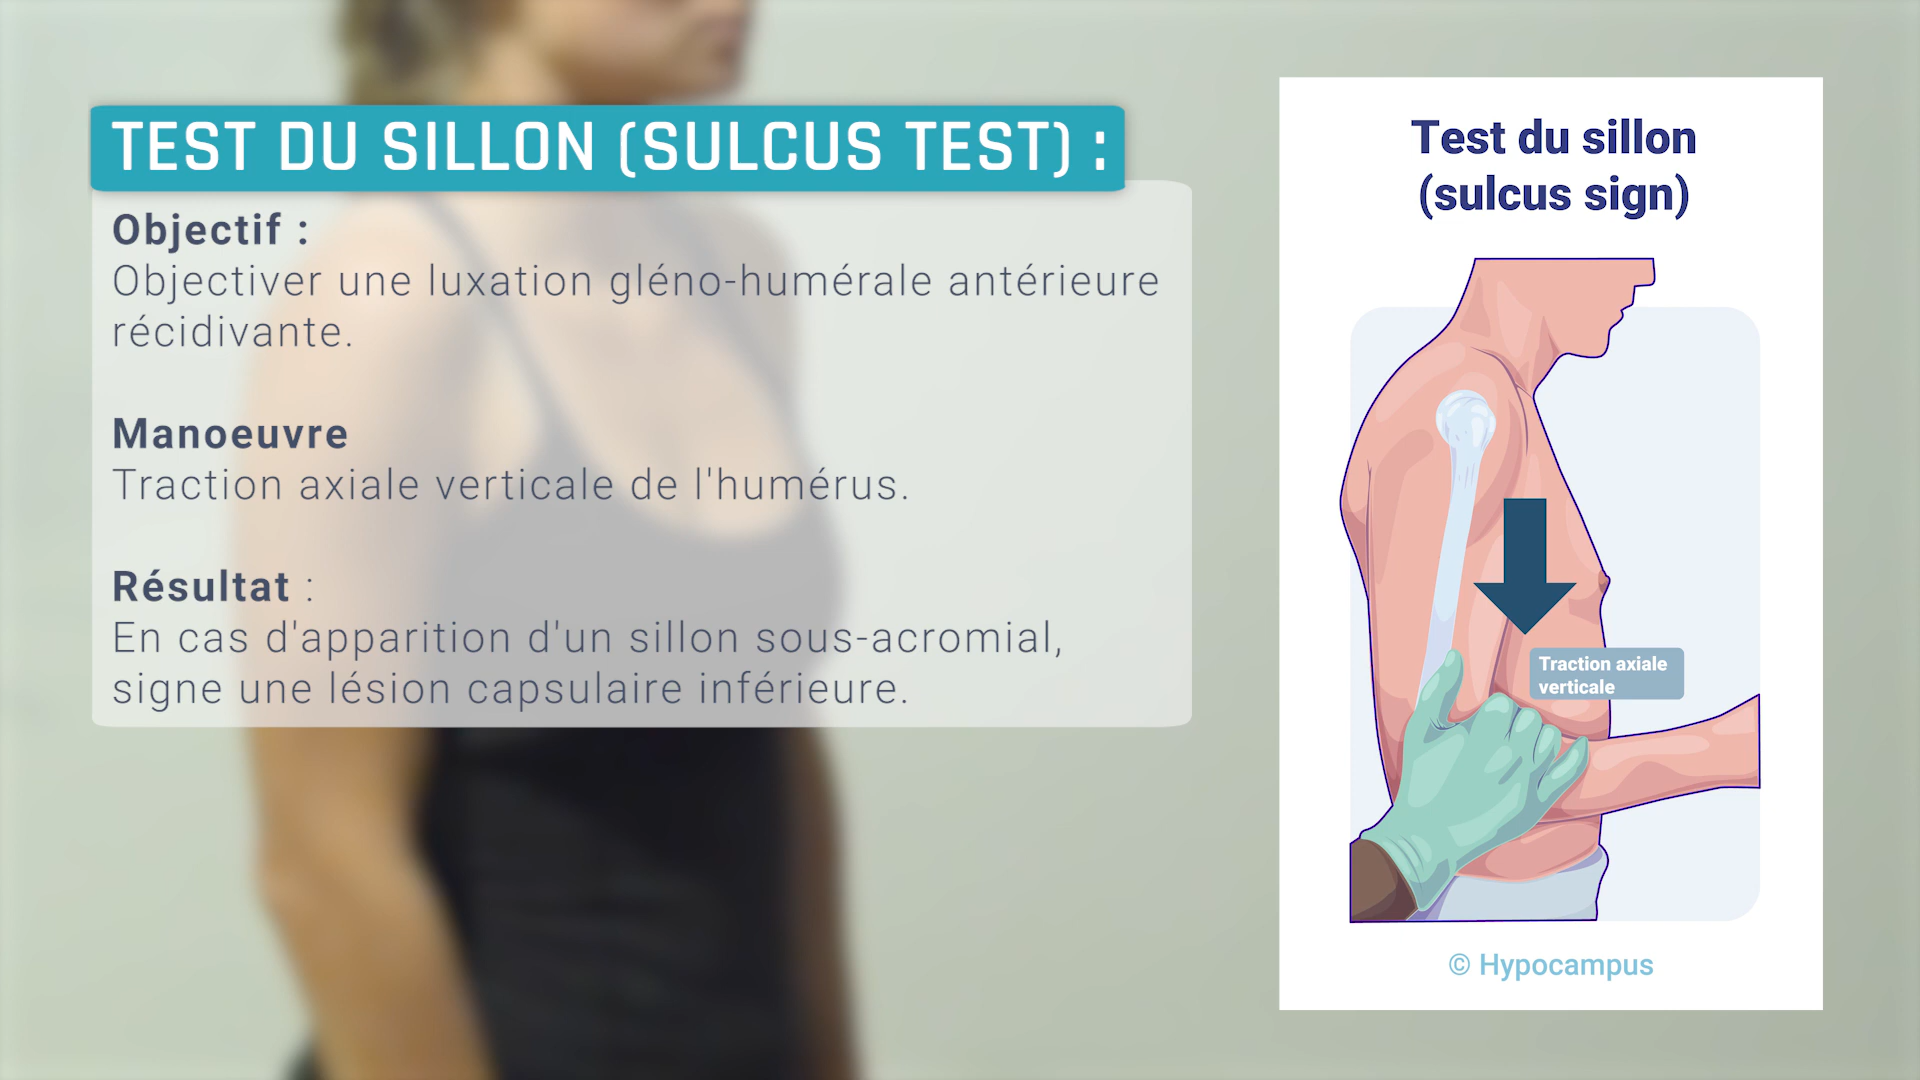 TEST DU SILLON (SULCUS TEST) :
Objectif :
Objectiver une luxation gléno-humérale antérieure
récidivante.
Manoeuvre
Traction axiale verticale de l'humérus.
Résultat :
En cas d'apparition d'un sillon sous-acromial,
signe une lésion capsulaire inférieure.
Test du sillon
(sulcus sign)
Traction axiale
verticale
© Hypocampus